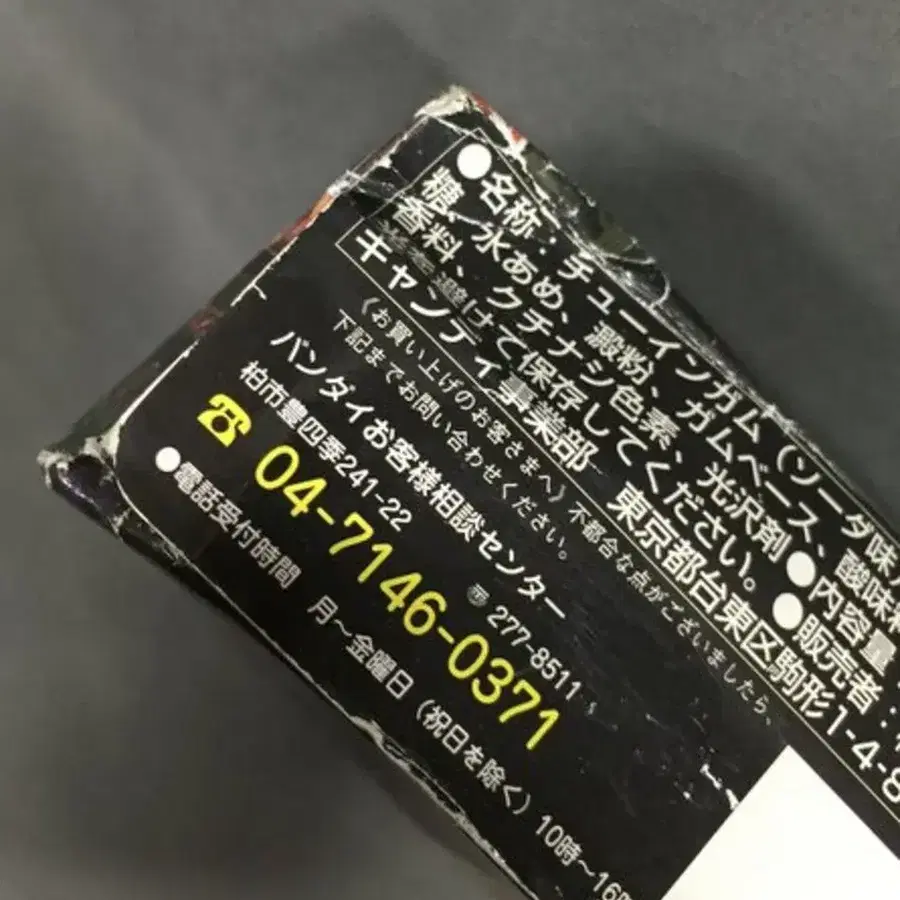 ●名称：チューインガム（ソーダ味）
糖、水あめ、澱粉、ガムベース、酸味料
香料、クチナシ色素、光沢剤●内容量
を避けて保存してください。●販売者：
キャンディ事業部 東京都台東区駒形1-4-8
《お買い上げのお客さまへ》不都合な点がございましたら、
下記までお問い合わせください。
バンダイお客様相談センター
柏市豊四季241-22 〒277-8511
☎04-7146-0371
●電話受付時間 月～金曜日（祝日を除く）10時～16時